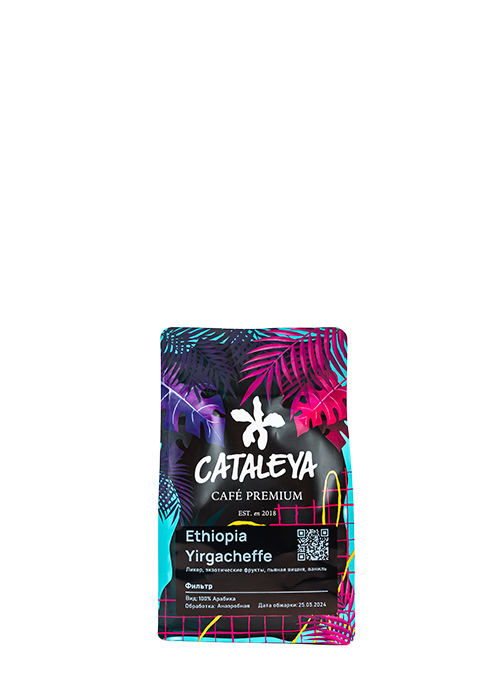 CATALEYA
CAFÉ PREMIUM
EST. en 2018
Ethiopia
Yirgacheffe
Ликер, экзотические фрукты, пьяная вишня, ваниль
Фильтр
Вид: 100% Арабика
Обработка: Анаэробная Дата обжарки: 25.03.2024